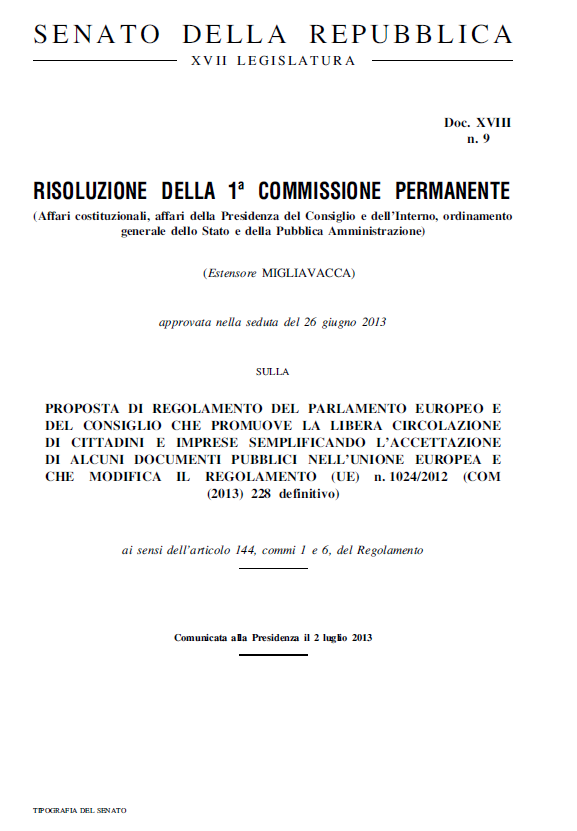 SENATO DELLA REPUBBLICA
XVII LEGISLATURA
Doc. XVIII
n. 9
RISOLUZIONE DELLA 1ª COMMISSIONE PERMANENTE
(Affari costituzionali, affari della Presidenza del Consiglio e dell'Interno, ordinamento
generale dello Stato e della Pubblica Amministrazione)
(Estensore MIGLIAVACCA)
approvata nella seduta del 26 giugno 2013
SULLA
PROPOSTA DI REGOLAMENTO DEL PARLAMENTO EUROPEO E
DEL CONSIGLIO CHE PROMUOVE LA LIBERA CIRCOLAZIONE
DI CITTADINI E IMPRESE SEMPLIFICANDO L'ACCETTAZIONE
DI ALCUNI DOCUMENTI PUBBLICI NELL'UNIONE EUROPEA E
CHE MODIFICA IL REGOLAMENTO (UE) n. 1024/2012 (COM
(2013) 228 definitivo)
ai sensi dell'articolo 144, commi 1 e 6, del Regolamento
Comunicata alla Presidenza il 2 luglio 2013
TIPOGRAFIA DEL SENATO